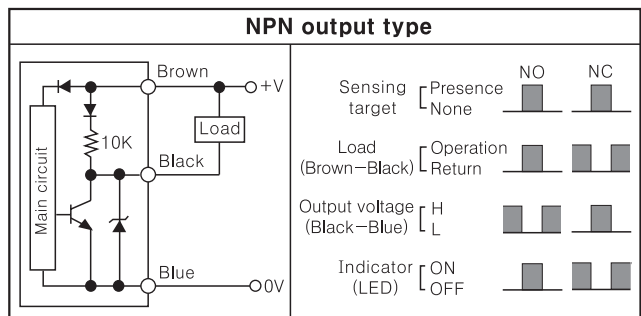 NPN output type
Brown
+V
Load
10K
Black
Main circuit
Blue
0V
NO NC
Sensing target Presence None
Load (Brown-Black) Operation Return
Output voltage (Black-Blue) H L
Indicator (LED) ON OFF